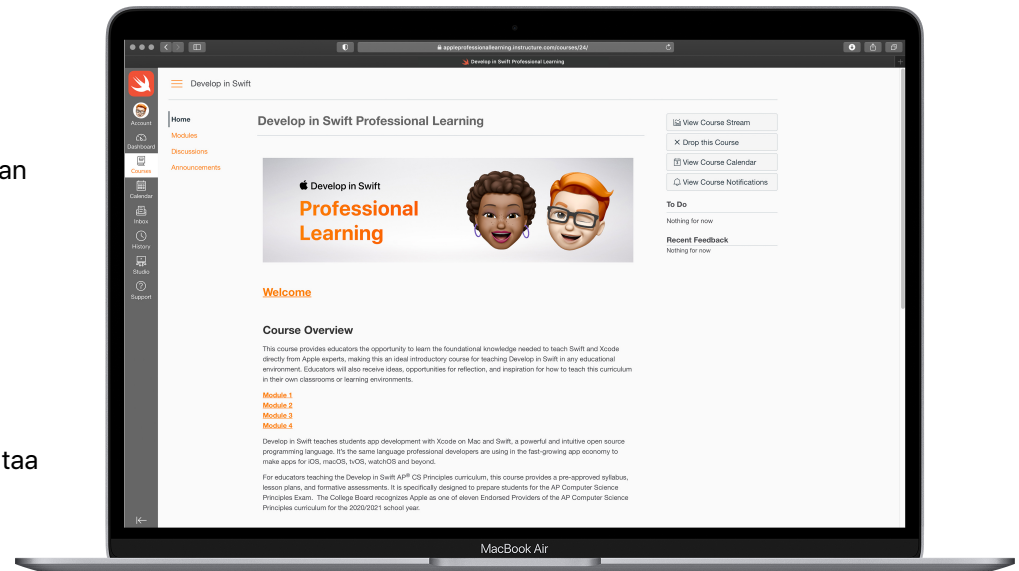 an
taa
appleprofessionallearning.instructure.com/courses/24/
Develop in Swift Professional Learning
Develop in Swift
Account
Dashboard
Courses
Calendar
Inbox
History
Studio
Support
Home
Modules
Discussions
Announcements
Develop in Swift Professional Learning
Develop in Swift
Professional
Learning
Welcome
Course Overview
This course provides educators the opportunity to learn the foundational knowledge needed to teach Swift and Xcode
directly from Apple experts, making this an ideal introductory course for teaching Develop in Swift in any educational
environment. Educators will also receive ideas, opportunities for reflection, and inspiration for how to teach this curriculum
in their own classrooms or learning environments.
Module 1
Module 2
Module 3
Module 4
Develop in Swift teaches students app development with Xcode on Mac and Swift, a powerful and intuitive open source
programming language. It's the same language professional developers are using in the fast-growing app economy to
make apps for iOS, macOS, tvOS, watchOS and beyond.
For educators teaching the Develop in Swift AP® CS Principles curriculum, this course provides a pre-approved syllabus,
lesson plans, and formative assessments. It is specifically designed to prepare students for the AP Computer Science
Principles Exam. The College Board recognizes Apple as one of eleven Endorsed Providers of the AP Computer Science
Principles curriculum for the 2020/2021 school year.
View Course Stream
Drop this Course
View Course Calendar
View Course Notifications
To Do
Nothing for now
Recent Feedback
Nothing for now
MacBook Air